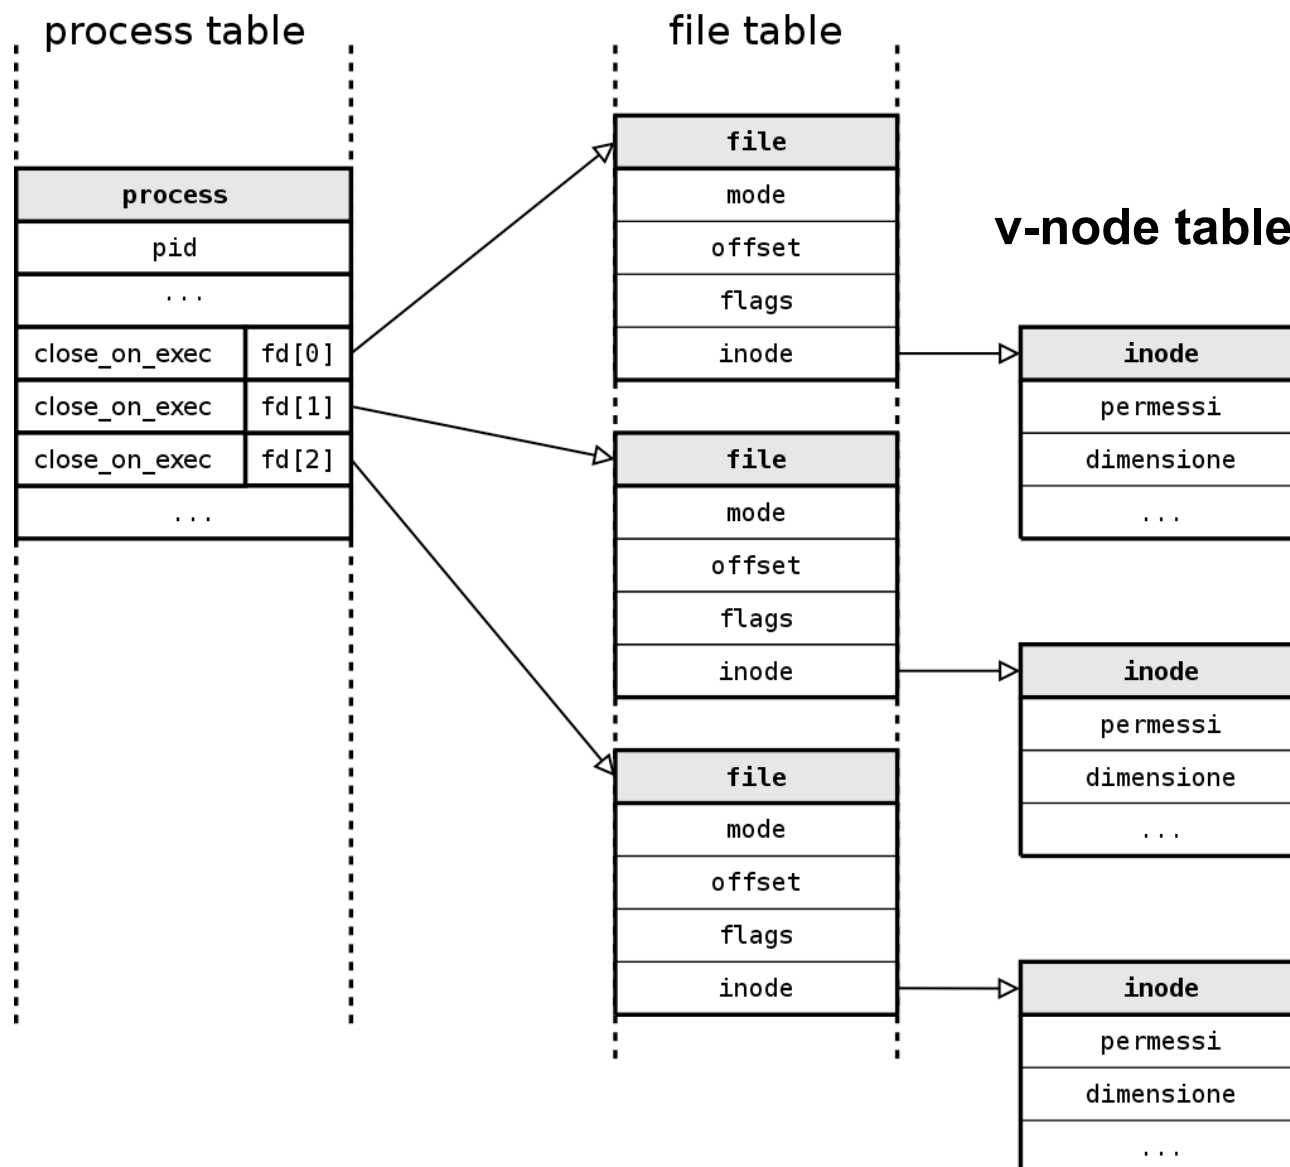 process table
file table
v-node table
process
pid
...
close_on_exec fd[0]
close_on_exec fd[1]
close_on_exec fd[2]
...
file
mode
offset
flags
inode
file
mode
offset
flags
inode
file
mode
offset
flags
inode
inode
permessi
dimensione
...
inode
permessi
dimensione
...
inode
permessi
dimensione
...